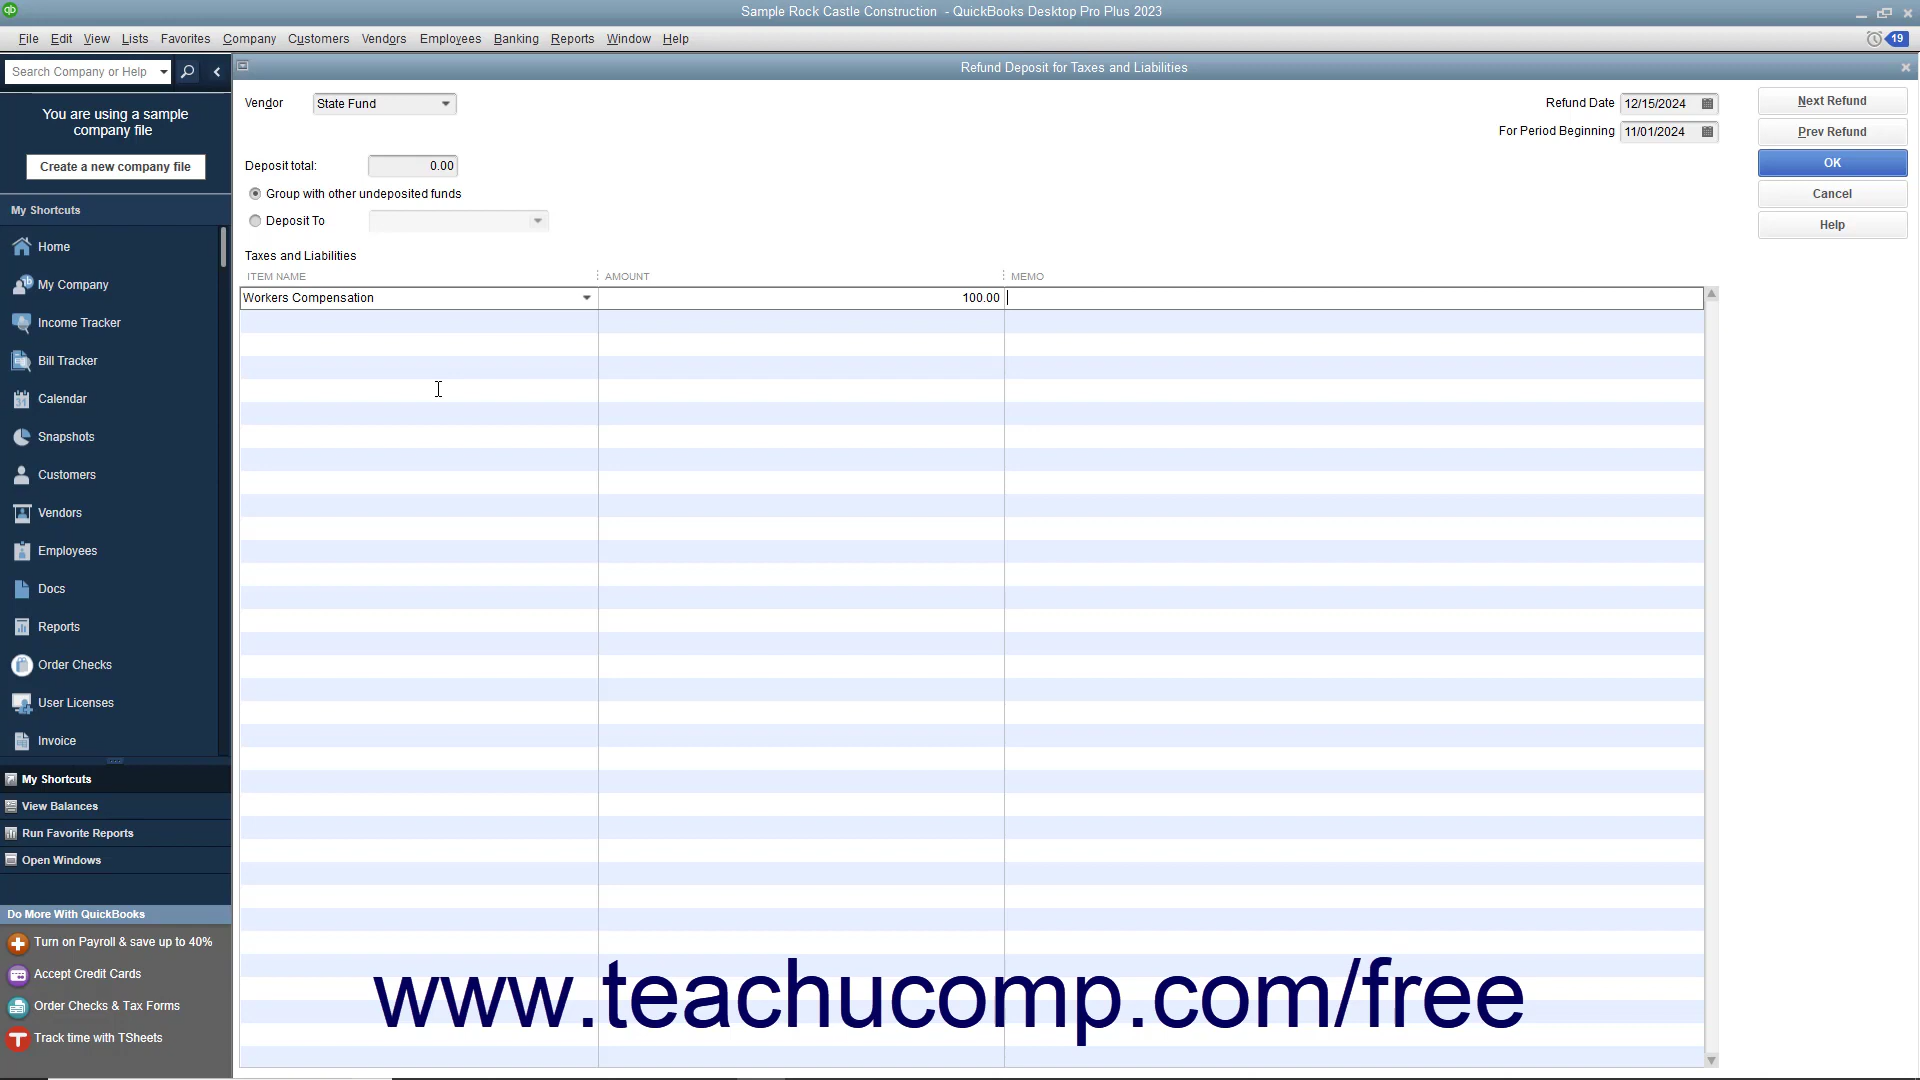 Sample Rock Castle Construction - QuickBooks Desktop Pro Plus 2023
File Edit View Lists Favorites Company Customers Vendors Employees Banking Reports Window Help
19
Search Company or Help
Refund Deposit for Taxes and Liabilities
You are using a sample
company file
Create a new company file
My Shortcuts
Home
My Company
Income Tracker
Bill Tracker
31 Calendar
Snapshots
Customers
Vendors
Employees
Docs
Reports
Order Checks
User Licenses
Invoice
My Shortcuts
View Balances
Run Favorite Reports
Open Windows
Do More With QuickBooks
Turn on Payroll & save up to 40%
Accept Credit Cards
Order Checks & Tax Forms
Track time with TSheets
Vendor State Fund
Refund Date 12/15/2024
For Period Beginning 11/01/2024
Deposit total: 0.00
Group with other undeposited funds
Deposit To
Taxes and Liabilities
ITEM NAME AMOUNT MEMO
Workers Compensation 100.00
Next Refund
Prev Refund
OK
Cancel
Help
www.teachucomp.com/free